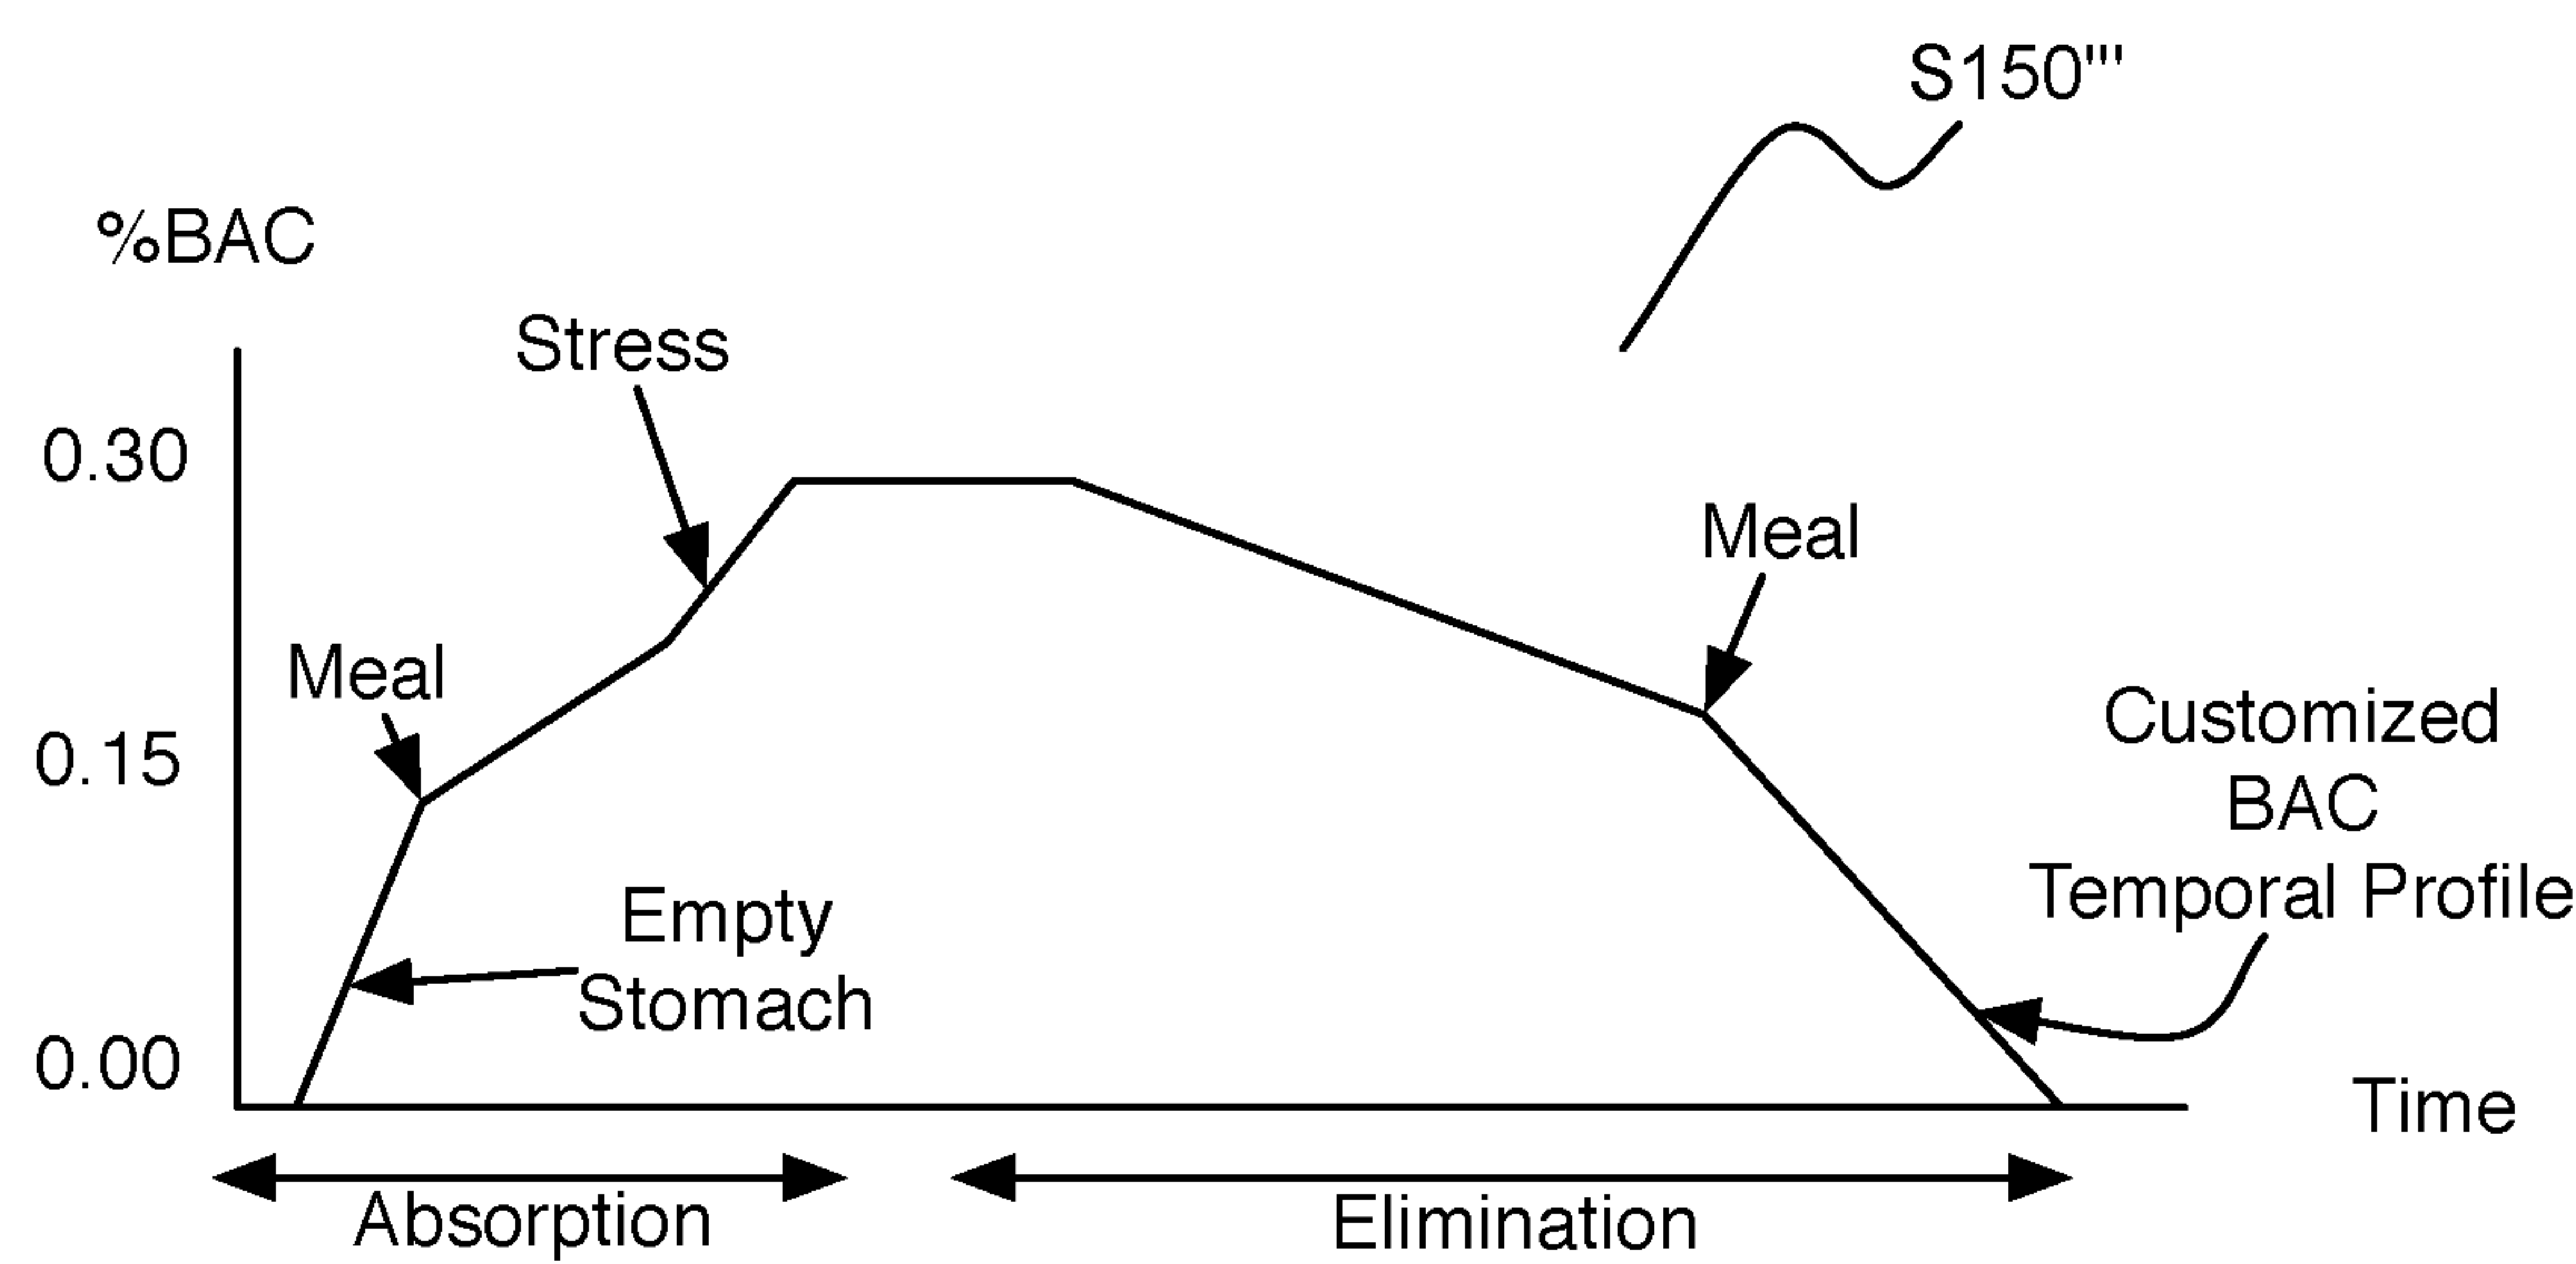 S150'''
%BAC
Stress
0.30
Meal
Meal
0.15
Customized
BAC
Temporal Profile
Empty
Stomach
0.00
Time
Absorption
Elimination